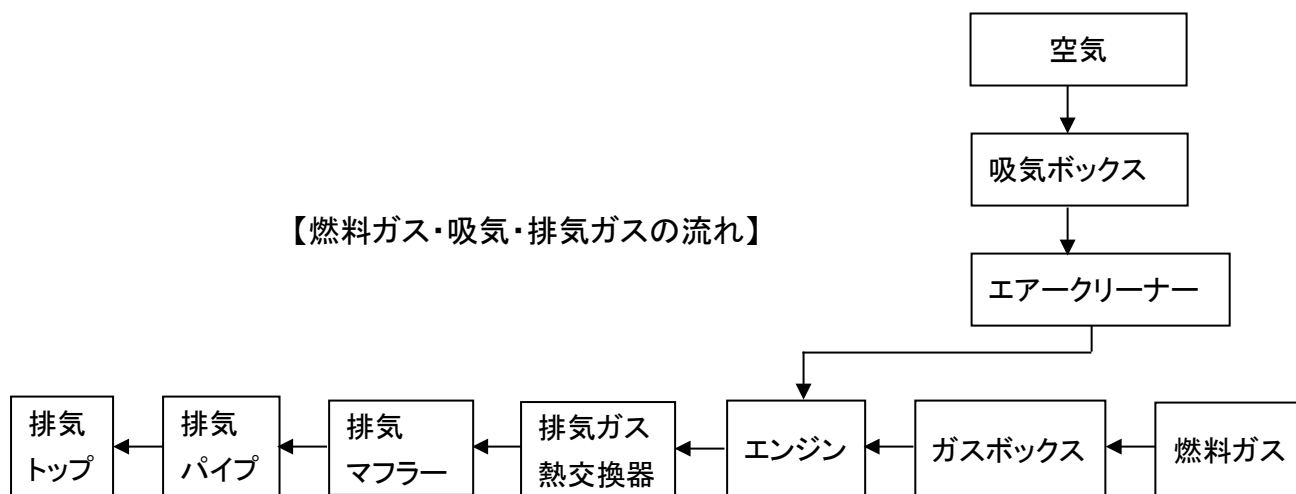 空気
吸気ボックス
【燃料ガス・吸気・排気ガスの流れ】
エアークリーナー
排気
トップ
排気
パイプ
排気
マフラー
排気ガス
熱交換器
エンジン
ガスボックス
燃料ガス